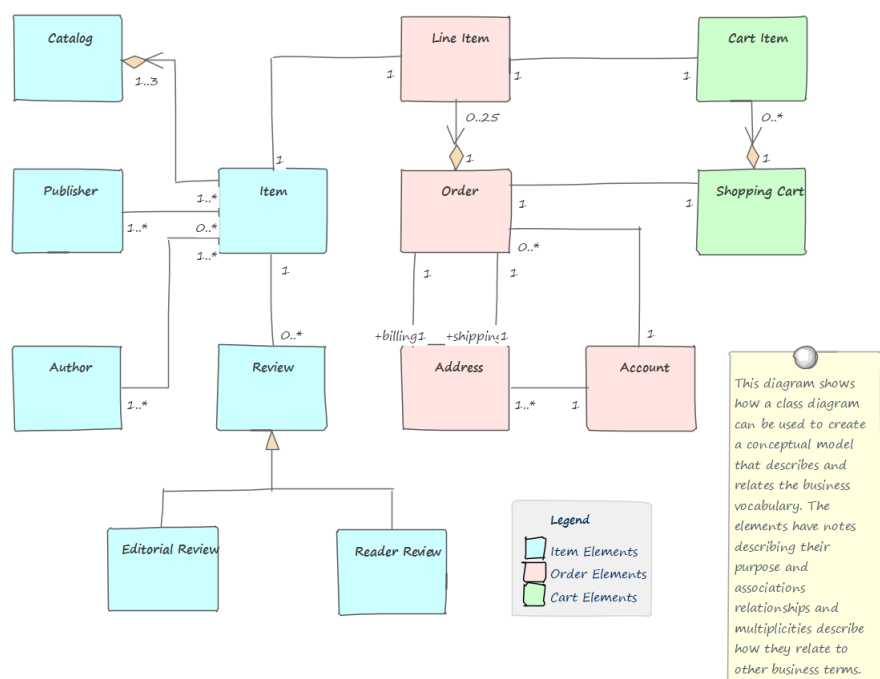 Catalog
Line Item
Cart Item
1..3
1
1
1
0..25
0..*
1
1
1
Publisher
Item
Order
Shopping Cart
1..*
1..*
0..*
1..*
1
1
0..*
1
1
1
0..*
+billing1
+shipping1
1
Author
Review
Address
Account
1..*
1..*
1
Editorial Review
Reader Review
Legend
Item Elements
Order Elements
Cart Elements
This diagram shows
how a class diagram
can be used to create
a conceptual model
that describes and
relates the business
vocabulary. The
elements have notes
describing their
purpose and
associations
relationships and
multiplicities describe
how they relate to
other business terms.